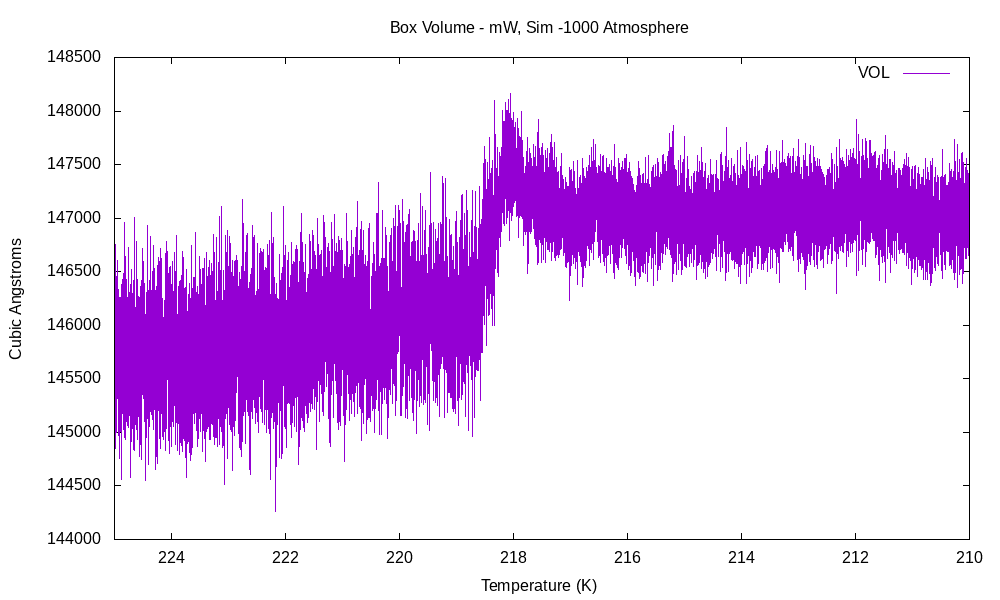 Box Volume - mW, Sim -1000 Atmosphere
VOL
148500
148000
147500
147000
146500
146000
145500
145000
144500
144000
Cubic Angstroms
224 222 220 218 216 214 212 210
Temperature (K)